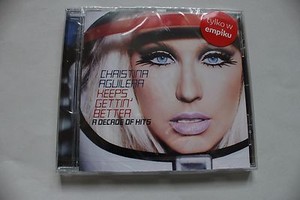 tylko w
empiku
CHRISTINA
AGUILERA
KEEPS
GETTIN'
BETTER
A DECADE OF HITS